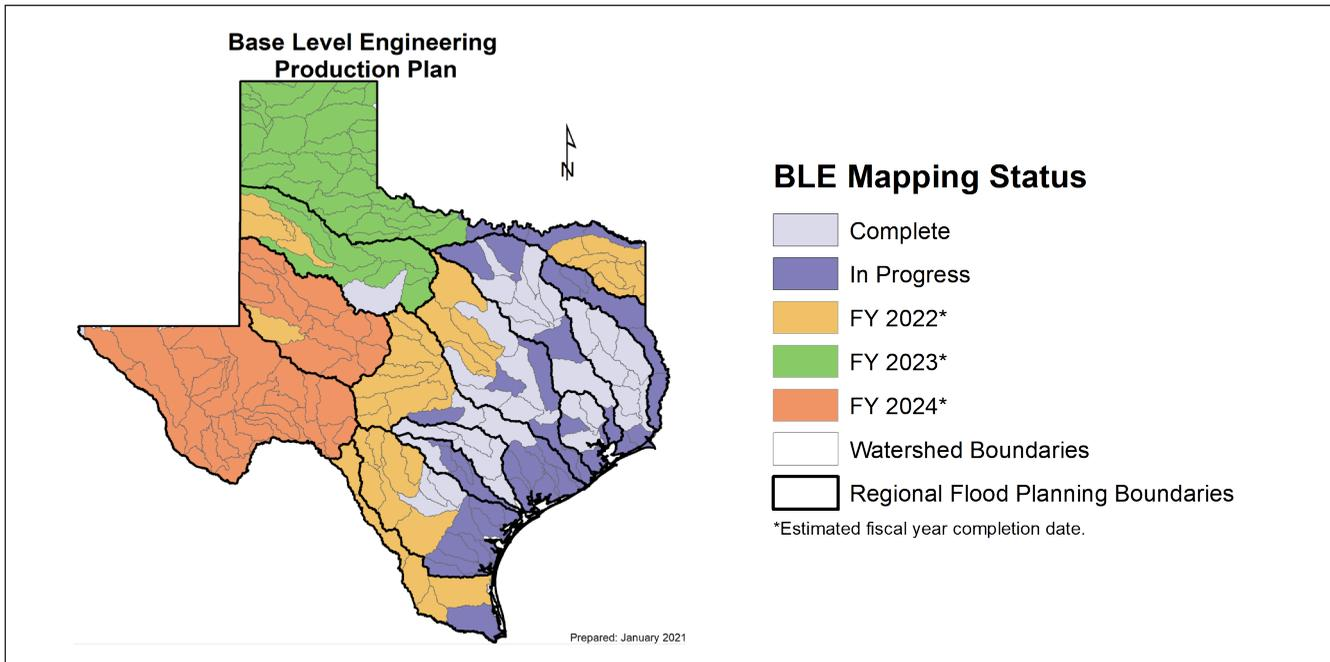 Base Level Engineering
Production Plan
N
BLE Mapping Status
Complete
In Progress
FY 2022*
FY 2023*
FY 2024*
Watershed Boundaries
Regional Flood Planning Boundaries
*Estimated fiscal year completion date.
Prepared: January 2021